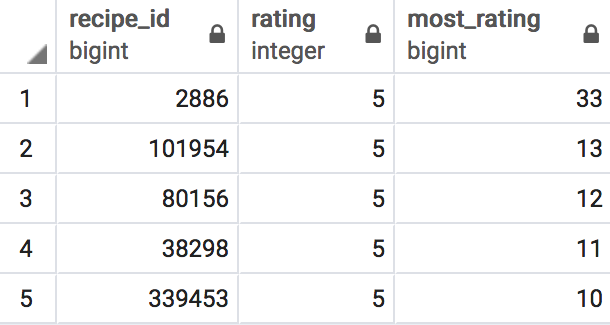 recipe_id rating most_rating
bigint integer bigint
1 2886 5 33
2 101954 5 13
3 80156 5 12
4 38298 5 11
5 339453 5 10